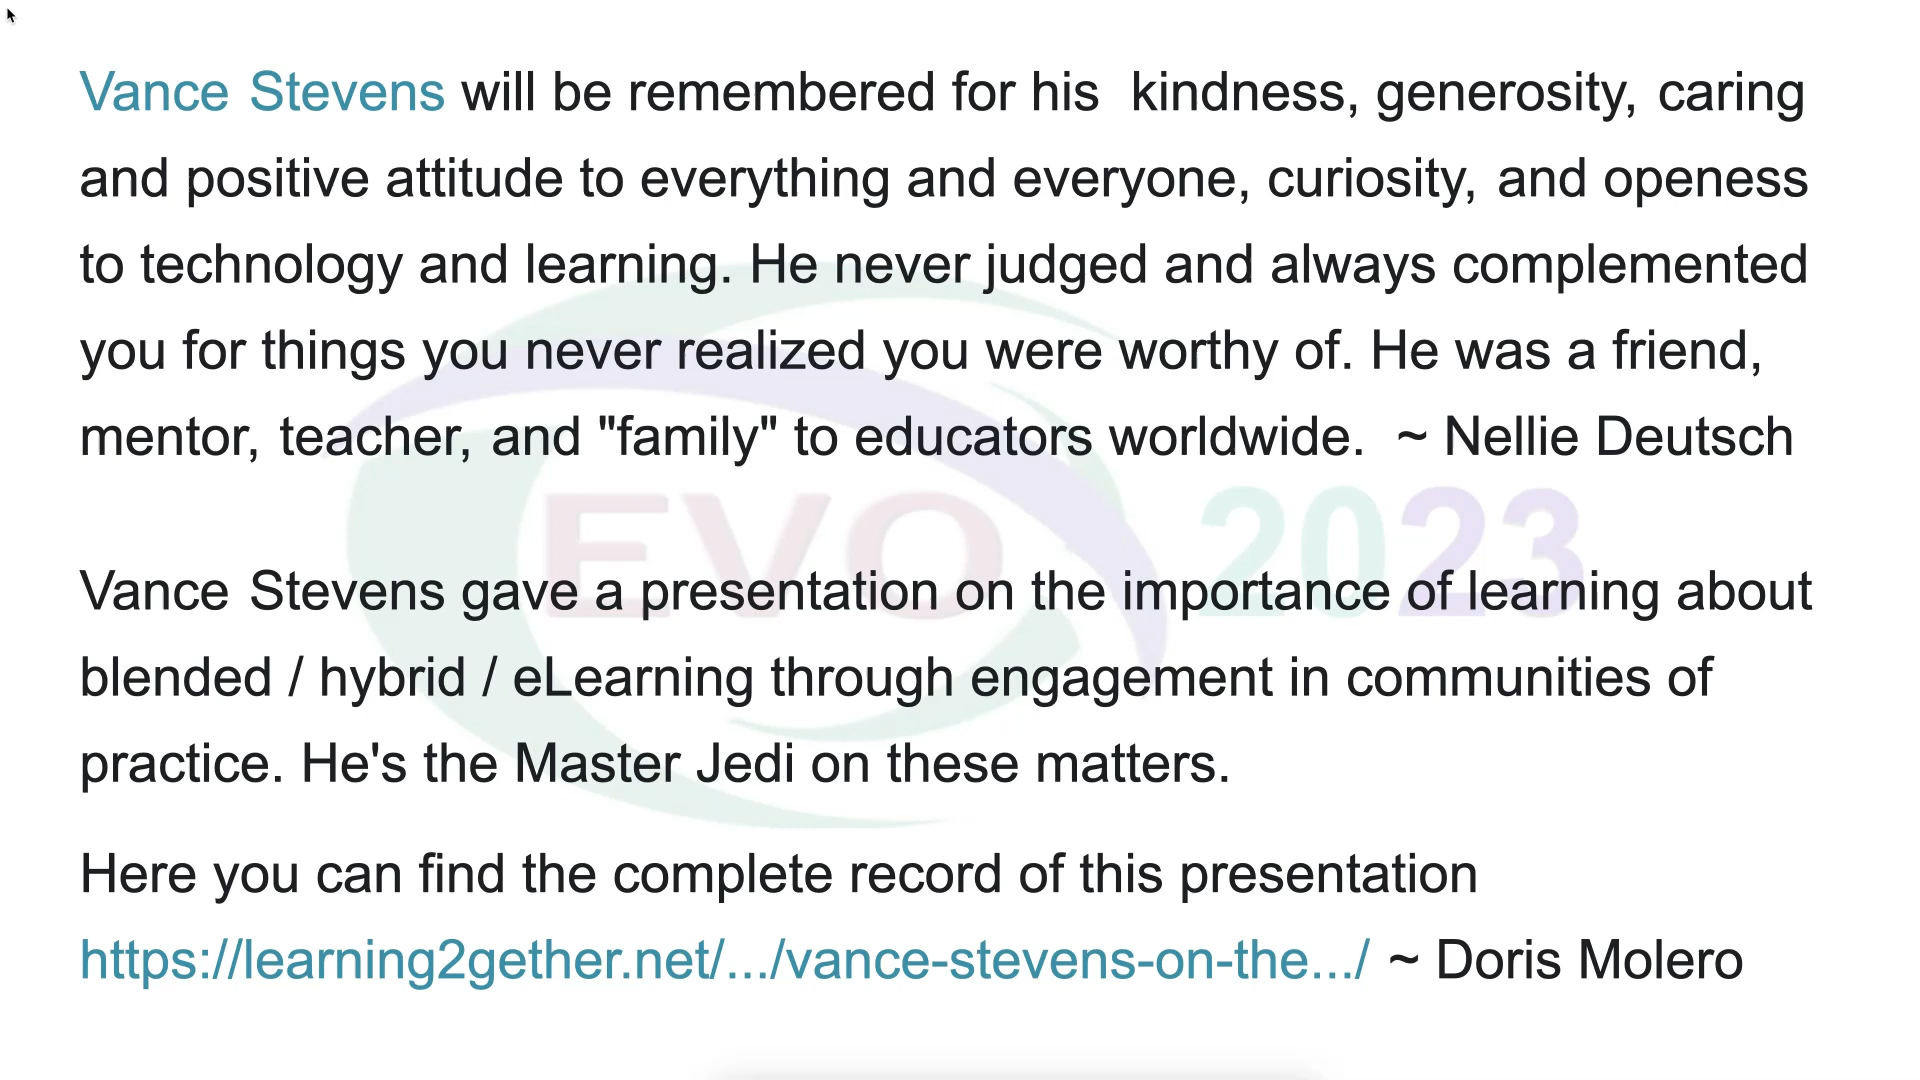 Vance Stevens will be remembered for his  kindness, generosity, caring
and positive attitude to everything and everyone, curiosity, and openess
to technology and learning. He never judged and always complemented
you for things you never realized you were worthy of. He was a friend,
mentor, teacher, and "family" to educators worldwide.  ~ Nellie Deutsch
EVO 2023
Vance Stevens gave a presentation on the importance of learning about
blended / hybrid / eLearning through engagement in communities of
practice. He's the Master Jedi on these matters.
Here you can find the complete record of this presentation
https://learning2gether.net/.../vance-stevens-on-the.../ ~ Doris Molero